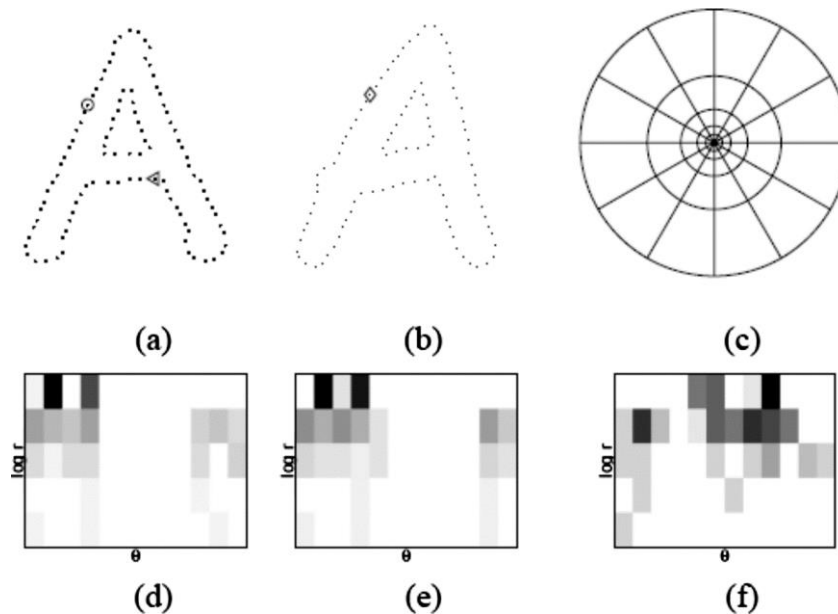 (a) (b) (c)
log r log r log r
θ θ θ
(d) (e) (f)